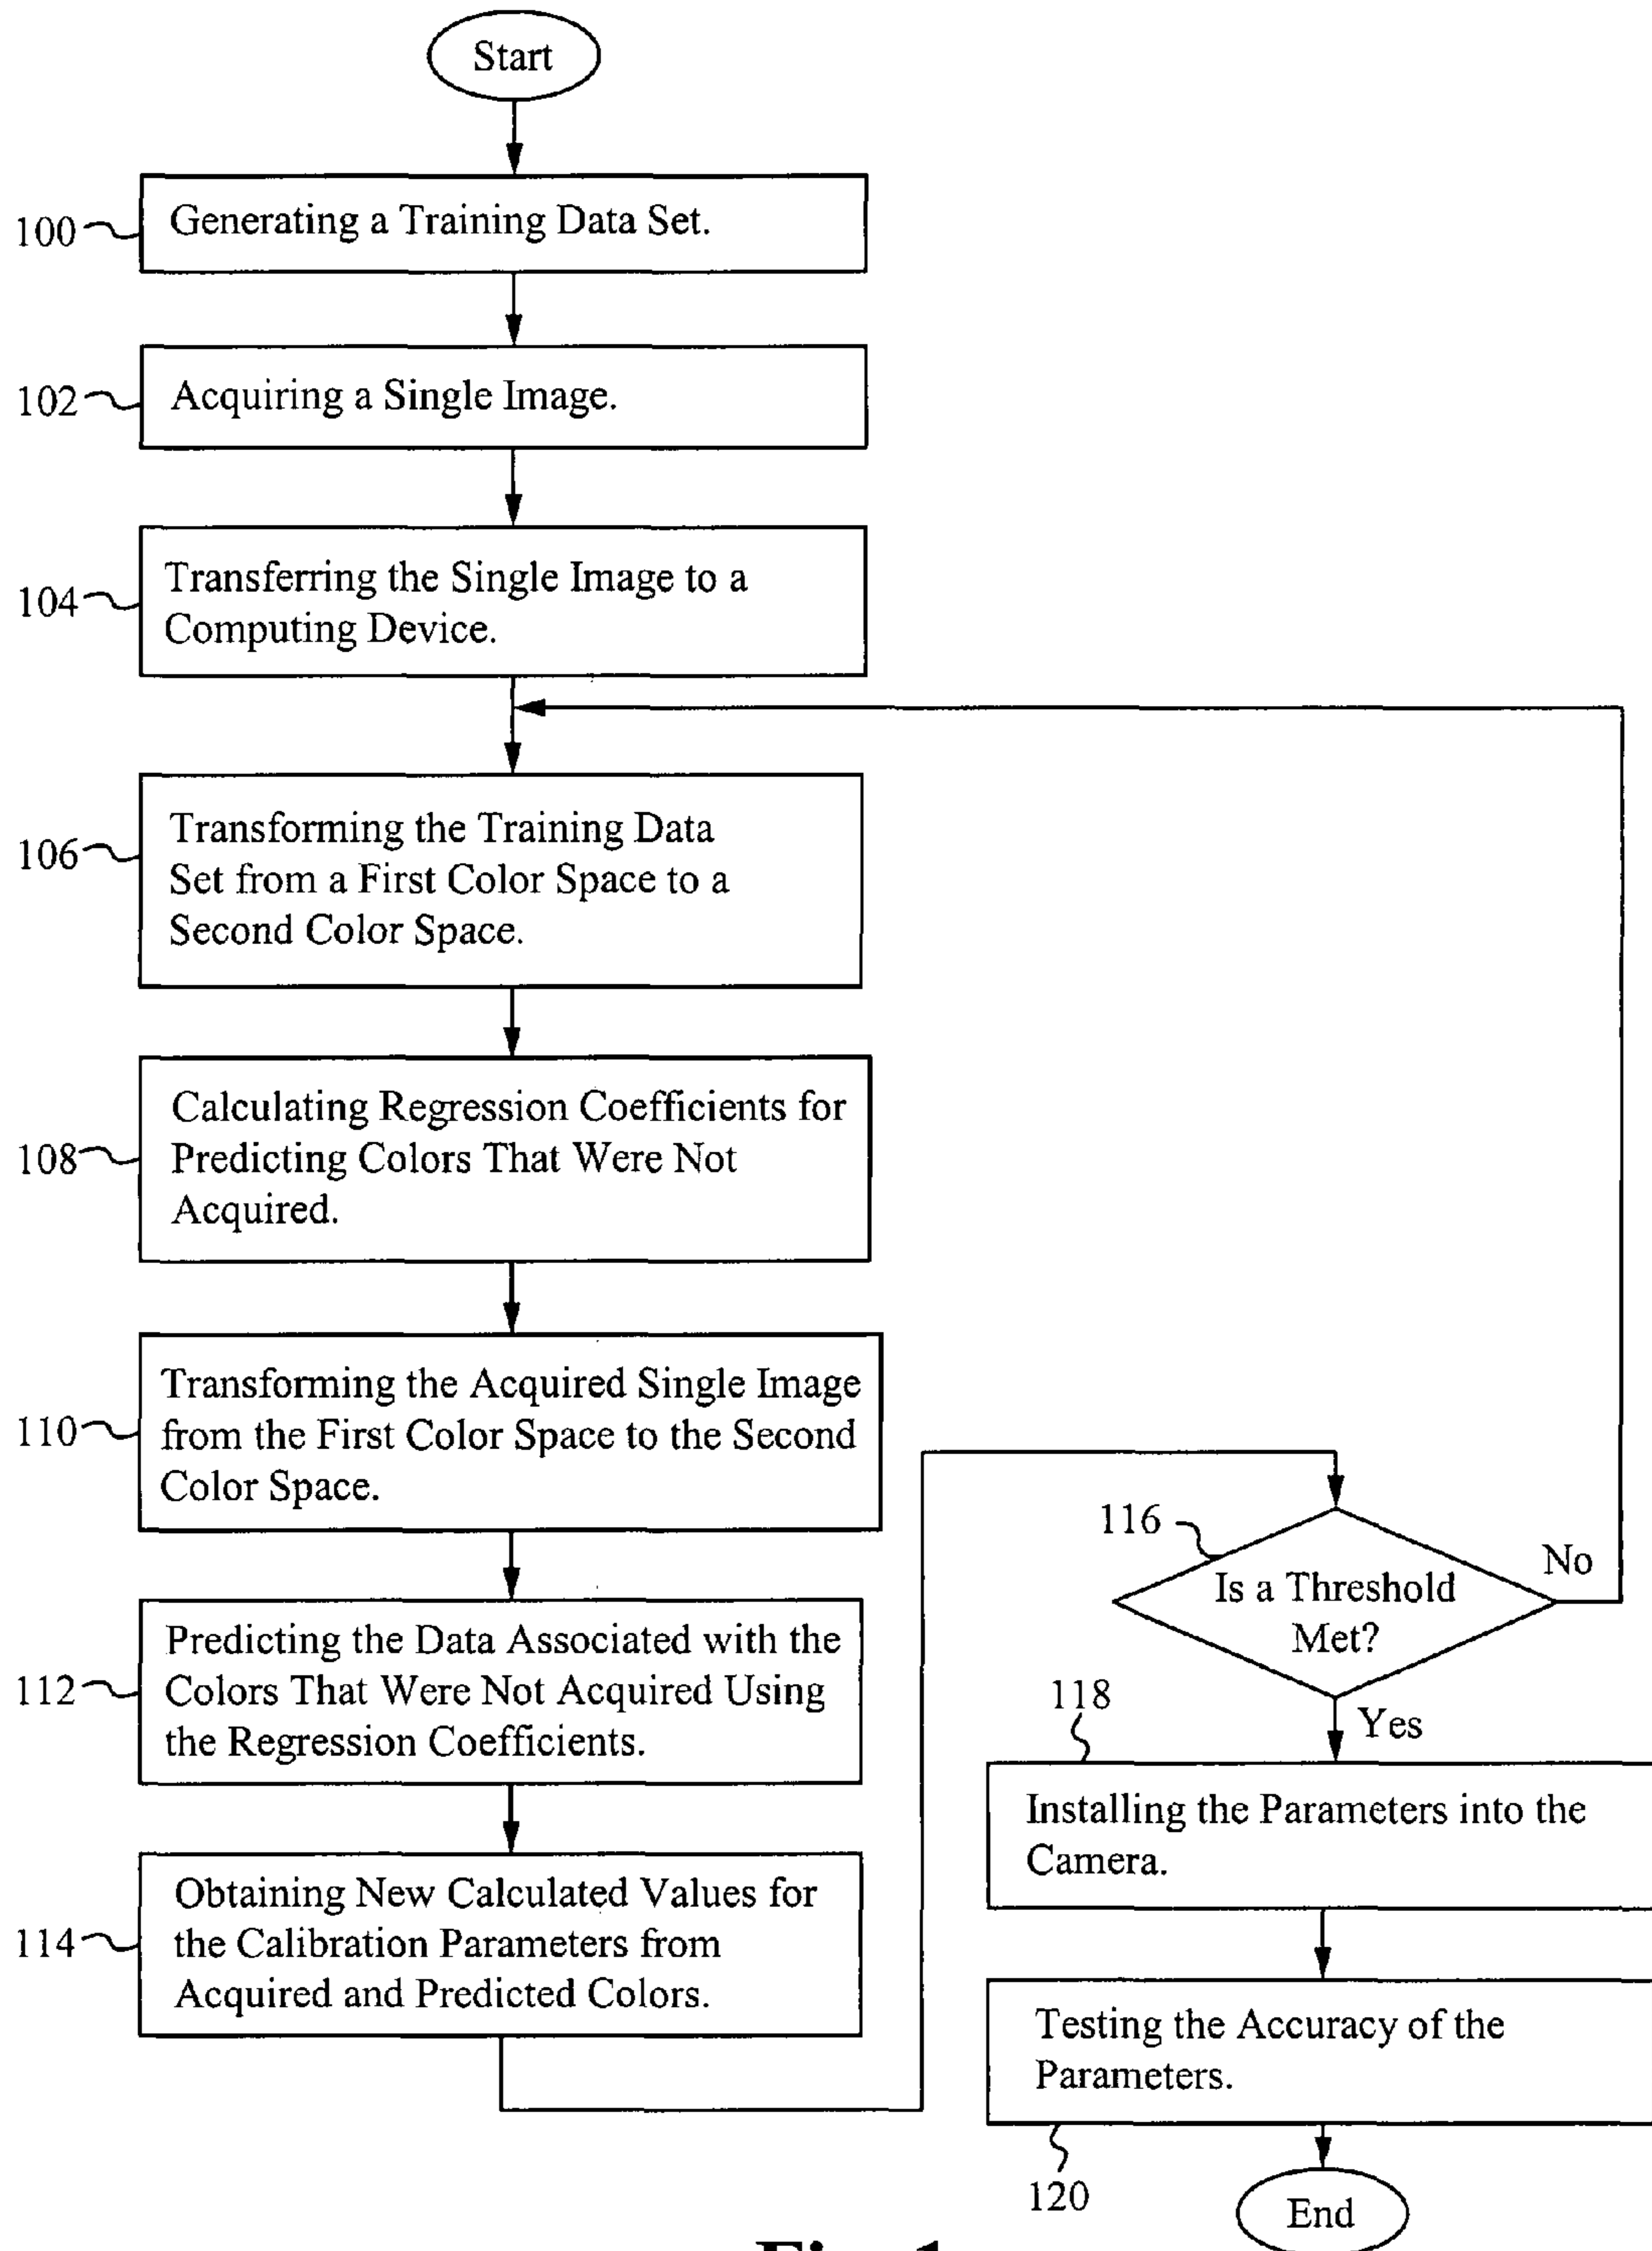 Start
100
Generating a Training Data Set.
102
Acquiring a Single Image.
104
Transferring the Single Image to a
Computing Device.
106
Transforming the Training Data
Set from a First Color Space to a
Second Color Space.
108
Calculating Regression Coefficients for
Predicting Colors That Were Not
Acquired.
110
Transforming the Acquired Single Image
from the First Color Space to the Second
Color Space.
112
Predicting the Data Associated with the
Colors That Were Not Acquired Using
the Regression Coefficients.
114
Obtaining New Calculated Values for
the Calibration Parameters from
Acquired and Predicted Colors.
116
Is a Threshold
Met?
No
Yes
118
Installing the Parameters into the
Camera.
Testing the Accuracy of the
Parameters.
120
End